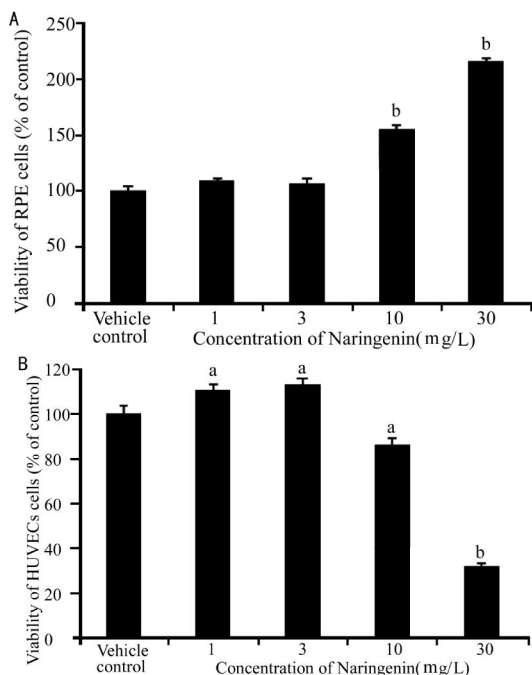 A
250
200
150
100
50
0
Viability of RPE cells (% of control)
b
b
Vehicle control
1
3
10
30
Concentration of Naringenin(mg/L)
B
120
100
80
60
40
20
0
Viability of HUVECs cells (% of control)
a
a
a
b
Vehicle control
1
3
10
30
Concentration of Naringenin(mg/L)